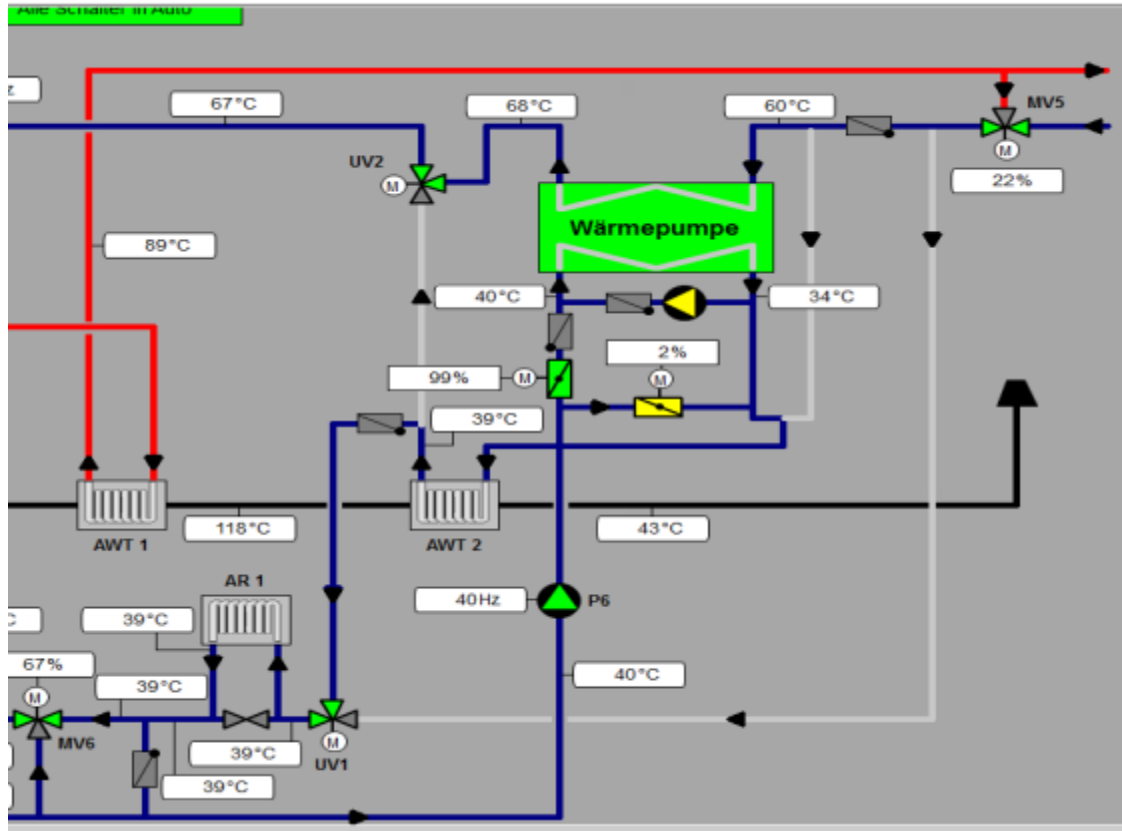 Alle Schalter in Auto
z
67°C
68°C
60°C
MV5
UV2
M
M
22%
Wärmepumpe
89°C
40°C
34°C
2%
99%
M
M
39°C
118°C
43°C
AWT 1
AWT 2
AR 1
40Hz
P6
C
39°C
67%
39°C
40°C
M
MV6
39°C
M
UV1
39°C